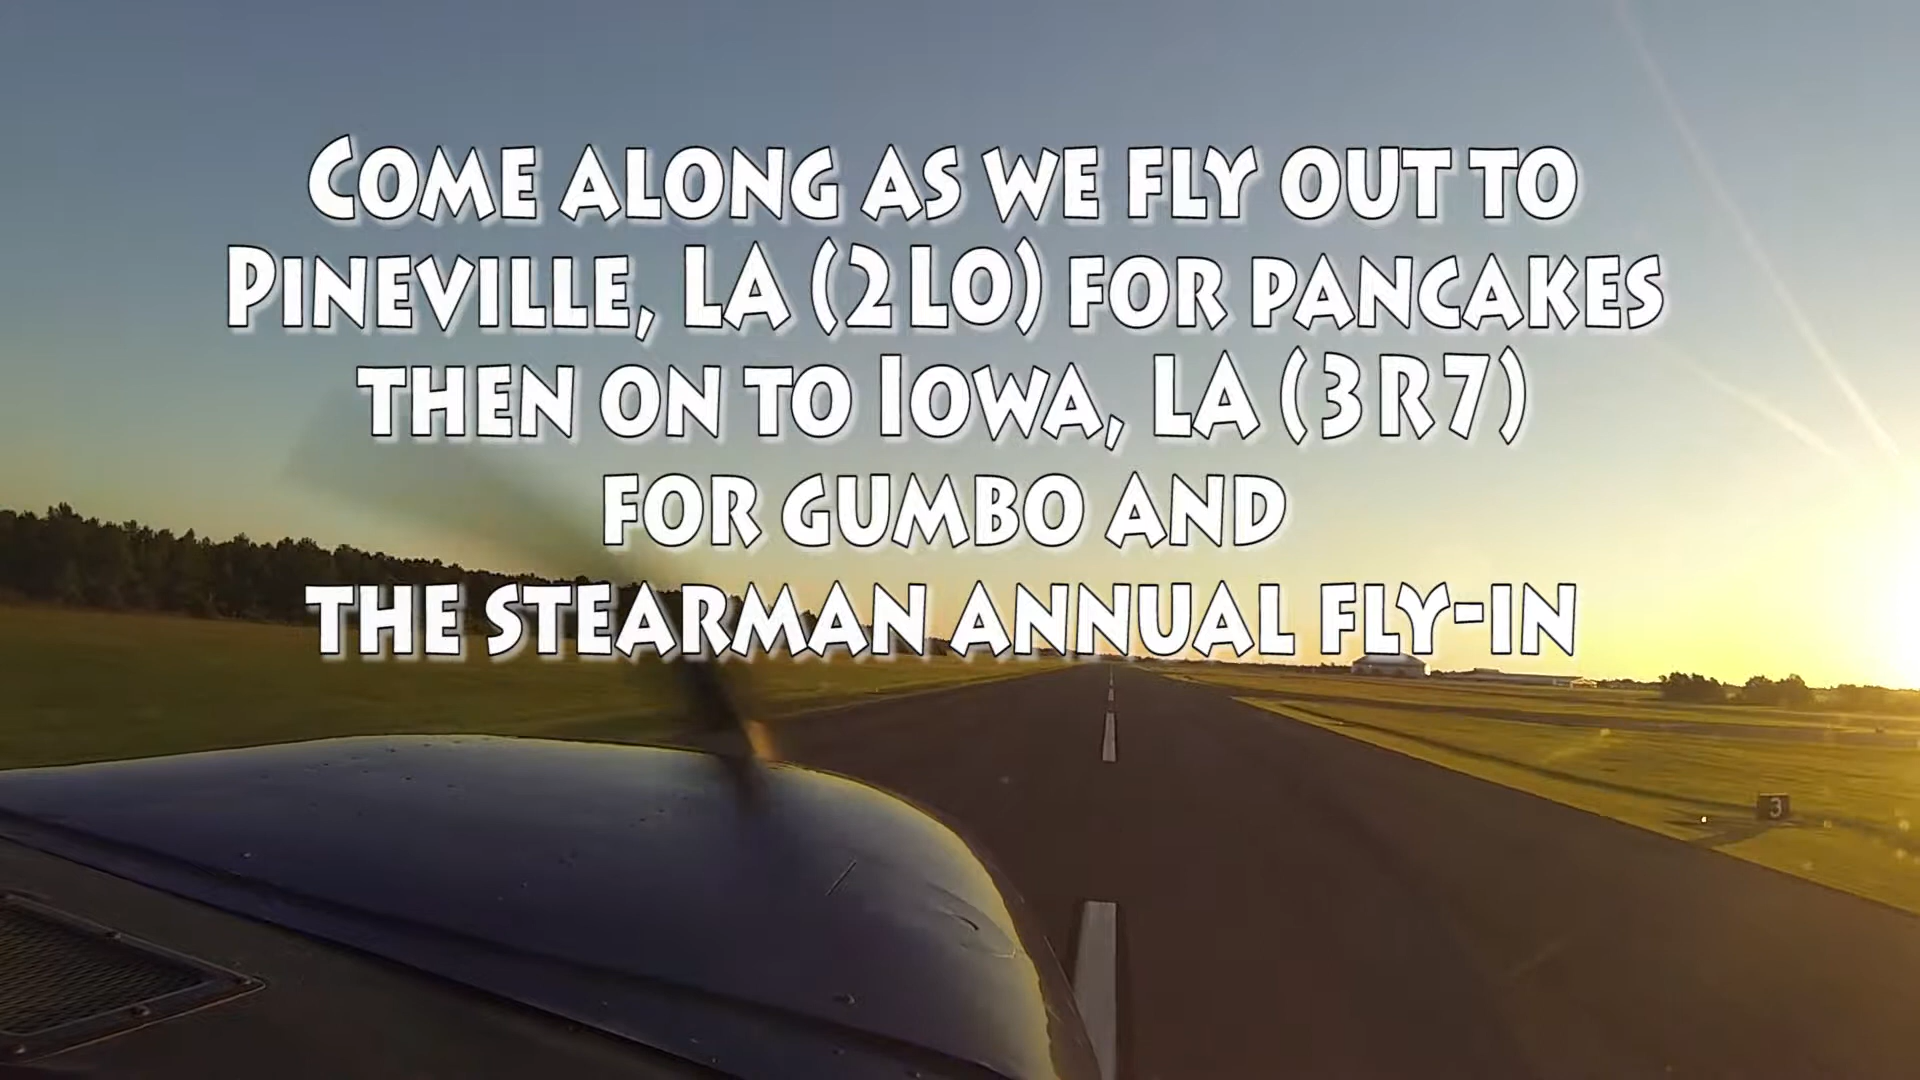 Come along as we fly out to
Pineville, LA (2L0) for pancakes
then on to Iowa, LA (3R7)
for gumbo and
the Stearman annual fly-in
3